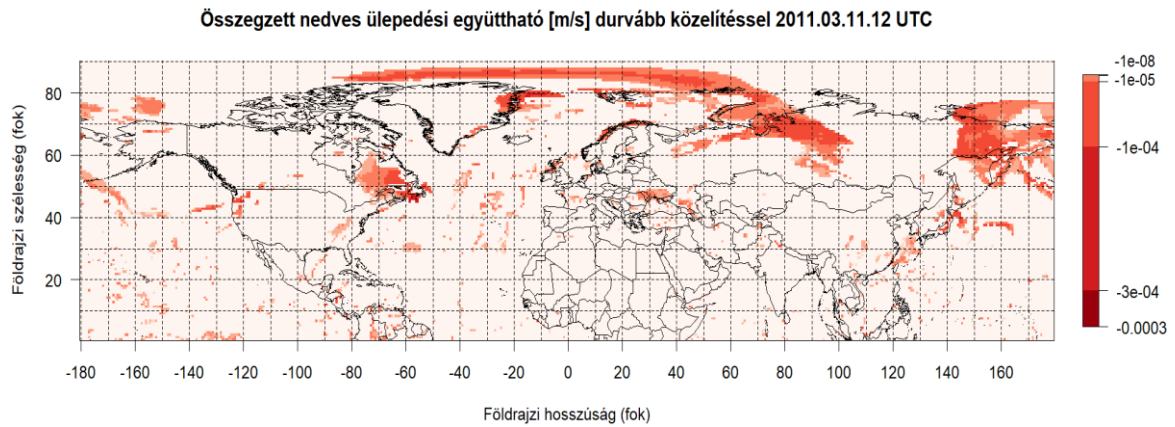 Összegzett nedves ülepedési együttható [m/s] durvább közelítéssel 2011.03.11.12 UTC
Földrajzi szélesség (fok)
80
60
40
20
-180 -160 -140 -120 -100 -80 -60 -40 -20 0 20 40 60 80 100 120 140 160
Földrajzi hosszúság (fok)
-1e-08
-1e-05
-1e-04
-3e-04
-0.0003